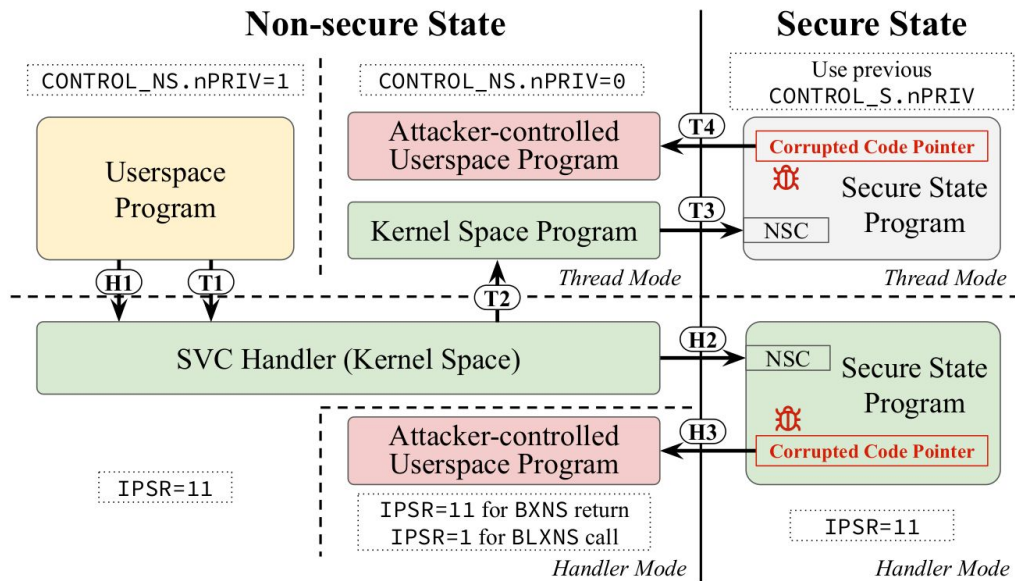 Non-secure State
Secure State
CONTROL_NS.nPRIV=1
CONTROL_NS.nPRIV=0
Use previous
CONTROL_S.nPRIV
Userspace
Program
Attacker-controlled
Userspace Program
T4
Corrupted Code Pointer
Secure State
Program
Kernel Space Program
T3
NSC
Thread Mode
Thread Mode
H1
T1
T2
SVC Handler (Kernel Space)
H2
NSC
Secure State
Program
Attacker-controlled
Userspace Program
H3
Corrupted Code Pointer
IPSR=11
IPSR=11 for BXNS return
IPSR=1 for BLXNS call
IPSR=11
Handler Mode
Handler Mode